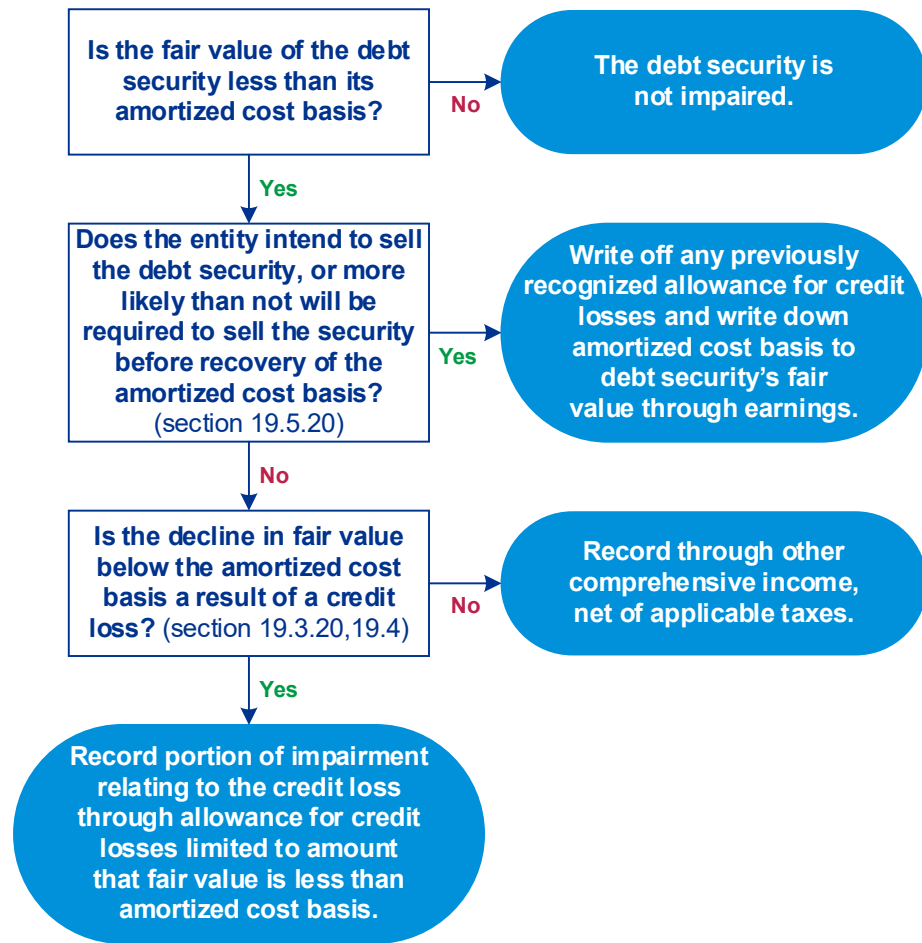 Is the fair value of the debt
security less than its
amortized cost basis?
No
The debt security is
not impaired.
Yes
Does the entity intend to sell
the debt security, or more
likely than not will be
required to sell the security
before recovery of the
amortized cost basis?
(section 19.5.20)
Yes
Write off any previously
recognized allowance for credit
losses and write down
amortized cost basis to
debt security’s fair
value through earnings.
No
Is the decline in fair value
below the amortized cost
basis a result of a credit
loss? (section 19.3.20,19.4)
No
Record through other
comprehensive income,
net of applicable taxes.
Yes
Record portion of impairment
relating to the credit loss
through allowance for credit
losses limited to amount
that fair value is less than
amortized cost basis.